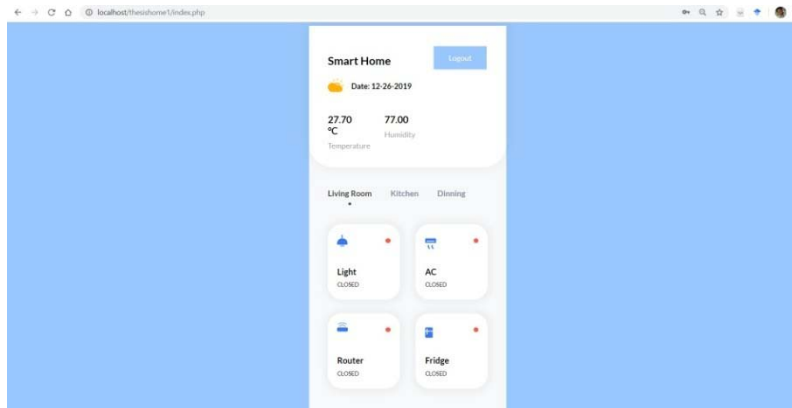 localhost/thesishome1/index.php
Smart Home
Logout
Date: 12-26-2019
27.70 77.00
°C
Humidity
Temperature
Living Room Kitchen Dinning
Light AC
CLOSED CLOSED
Router Fridge
CLOSED CLOSED